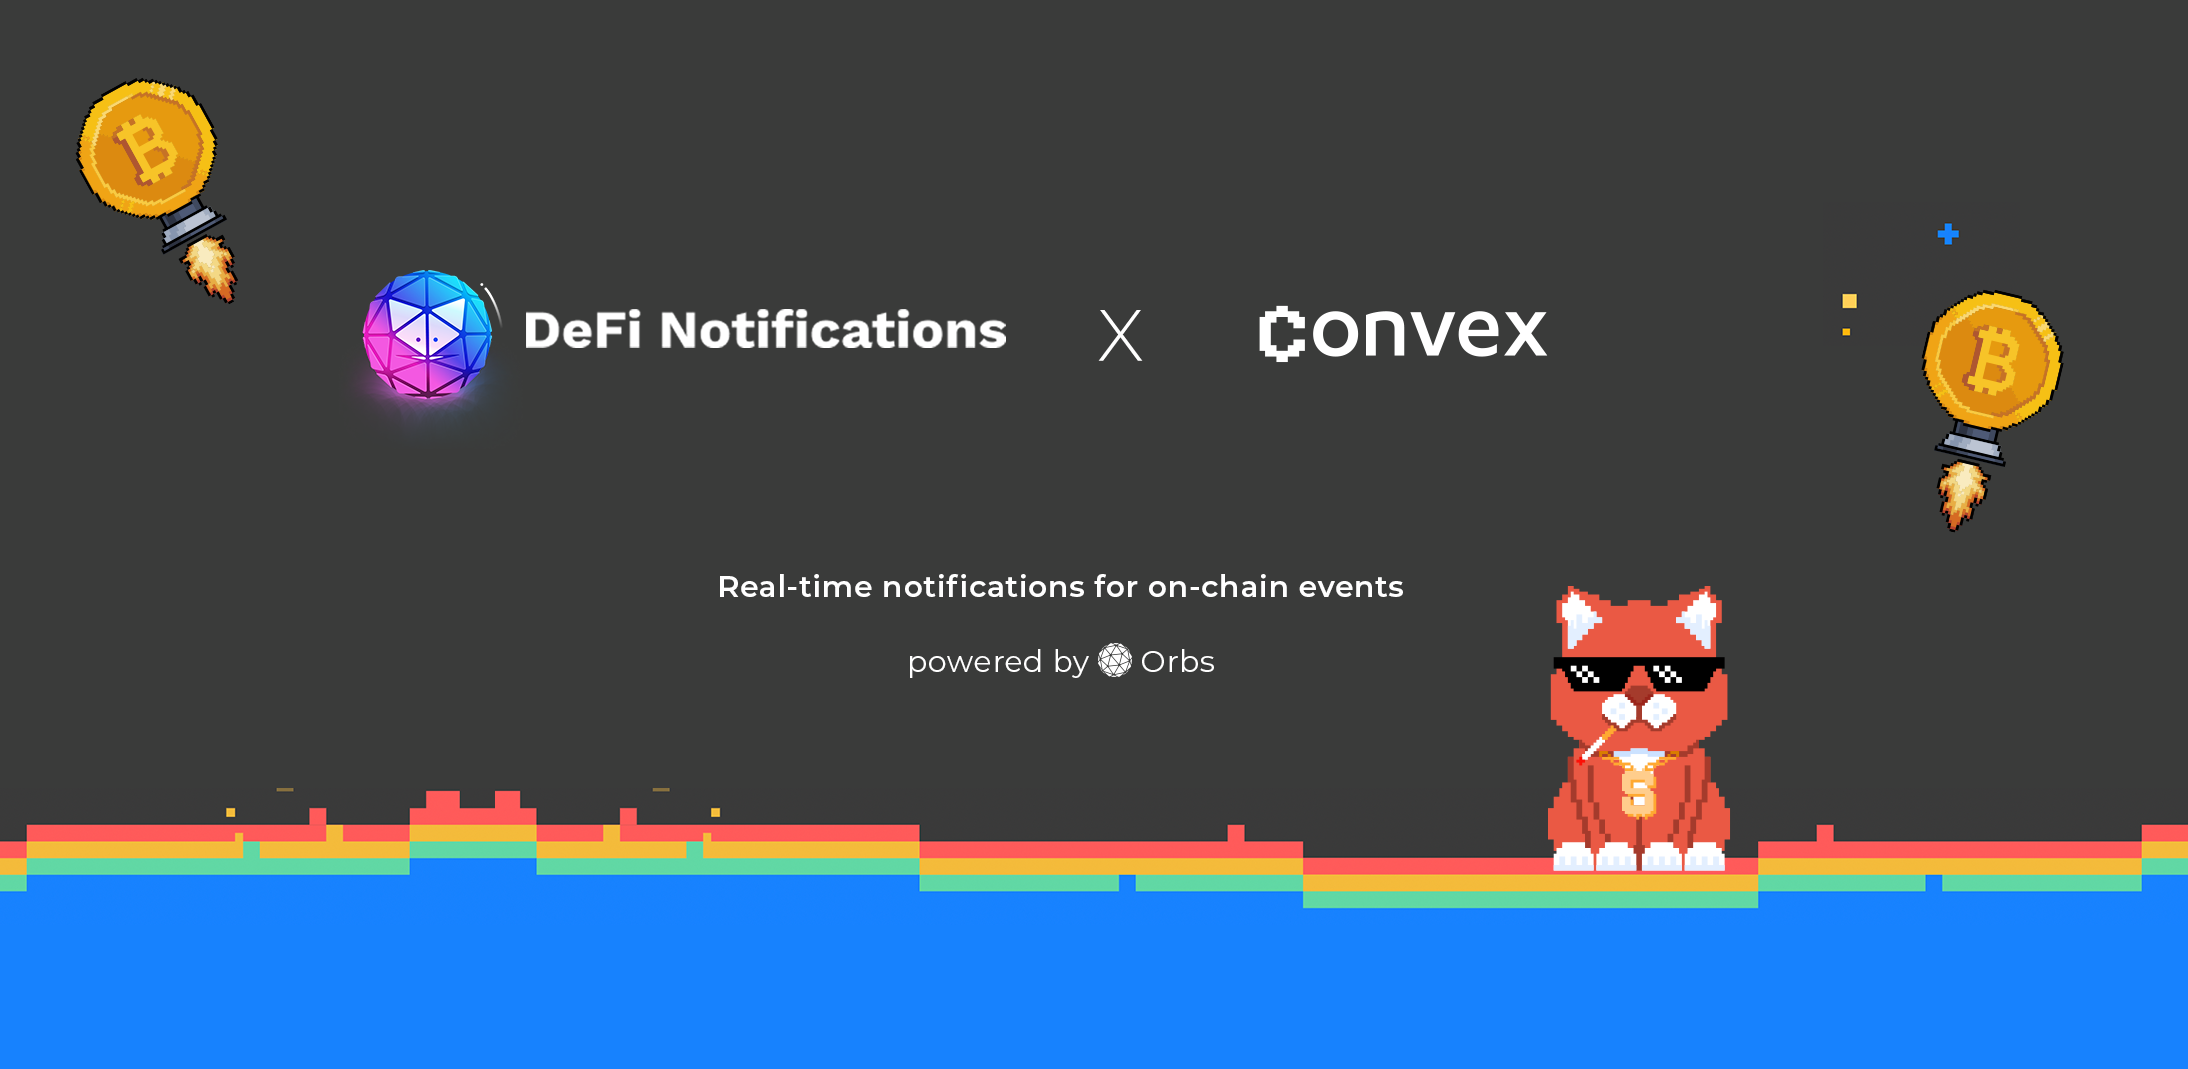 DeFi Notifications X Convex
Real-time notifications for on-chain events
powered by Orbs